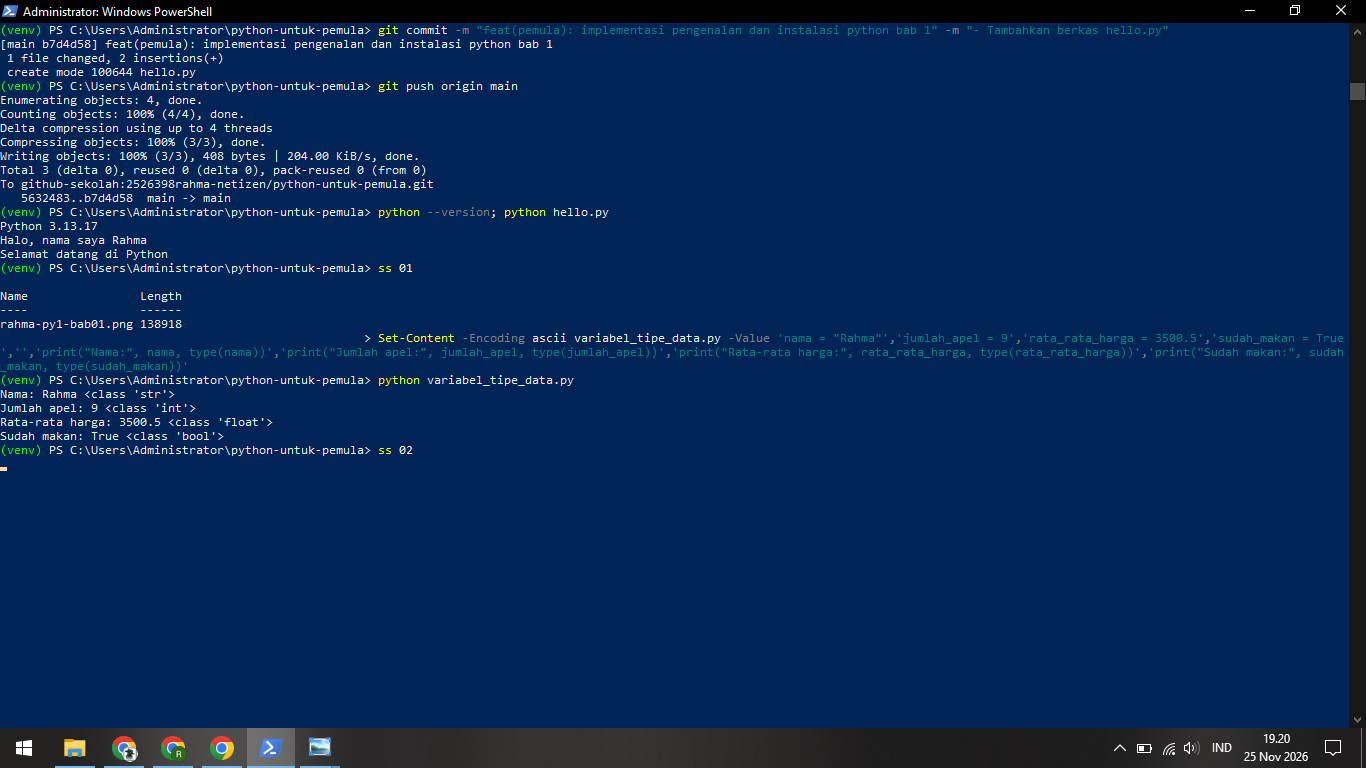 Administrator: Windows PowerShell
(venv) PS C:\Users\Administrator\python-untuk-pemula> git commit -m "feat(pemula): implementasi pengenalan dan instalasi python bab 1" -m "- Tambahkan berkas hello.py"
[main b7d4d58] feat(pemula): implementasi pengenalan dan instalasi python bab 1
 1 file changed, 2 insertions(+)
 create mode 100644 hello.py
(venv) PS C:\Users\Administrator\python-untuk-pemula> git push origin main
Enumerating objects: 4, done.
Counting objects: 100% (4/4), done.
Delta compression using up to 4 threads
Compressing objects: 100% (3/3), done.
Writing objects: 100% (3/3), 408 bytes | 204.00 KiB/s, done.
Total 3 (delta 0), reused 0 (delta 0), pack-reused 0 (from 0)
To github-sekolah:2526398rahma-netizen/python-untuk-pemula.git
   5632483..b7d4d58  main -> main
(venv) PS C:\Users\Administrator\python-untuk-pemula> python --version; python hello.py
Python 3.13.17
Halo, nama saya Rahma
Selamat datang di Python
(venv) PS C:\Users\Administrator\python-untuk-pemula> ss 01
Name                Length
----                ------
rahma-py1-bab01.png 138918
> Set-Content -Encoding ascii variabel_tipe_data.py -Value 'nama = "Rahma"','jumlah_apel = 9','rata_rata_harga = 3500.5','sudah_makan = True
','','print("Nama:", nama, type(nama))','print("Jumlah apel:", jumlah_apel, type(jumlah_apel))','print("Rata-rata harga:", rata_rata_harga, type(rata_rata_harga))','print("Sudah makan:", sudah
_makan, type(sudah_makan))'
(venv) PS C:\Users\Administrator\python-untuk-pemula> python variabel_tipe_data.py
Nama: Rahma <class 'str'>
Jumlah apel: 9 <class 'int'>
Rata-rata harga: 3500.5 <class 'float'>
Sudah makan: True <class 'bool'>
(venv) PS C:\Users\Administrator\python-untuk-pemula> ss 02
R
IND
19.20
25 Nov 2026